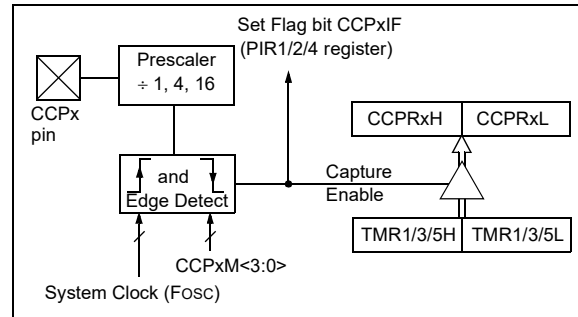 Set Flag bit CCPxIF
(PIR1/2/4 register)
Prescaler
÷ 1, 4, 16
CCPx
pin
CCPRxH
CCPRxL
and
Edge Detect
Capture
Enable
TMR1/3/5H
TMR1/3/5L
CCPxM<3:0>
System Clock (FOSC)